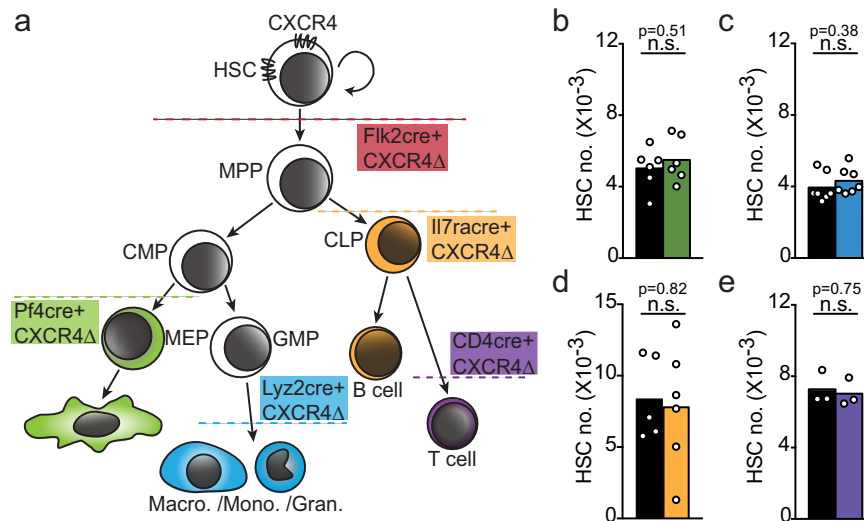 a
CXCR4
HSC
Flk2cre+
CXCR4Δ
MPP
Il7racre+
CXCR4Δ
CLP
CMP
Pf4cre+
CXCR4Δ
MEP
GMP
CD4cre+
CXCR4Δ
B cell
Lyz2cre+
CXCR4Δ
T cell
Macro. /Mono. /Gran.
b
p=0.51
n.s.
HSC no. (X10⁻³)
12
8
4
0
c
p=0.38
n.s.
HSC no. (X10⁻³)
12
8
4
0
d
p=0.82
n.s.
HSC no. (X10⁻³)
15
10
5
0
e
p=0.75
n.s.
HSC no. (X10⁻³)
12
8
4
0